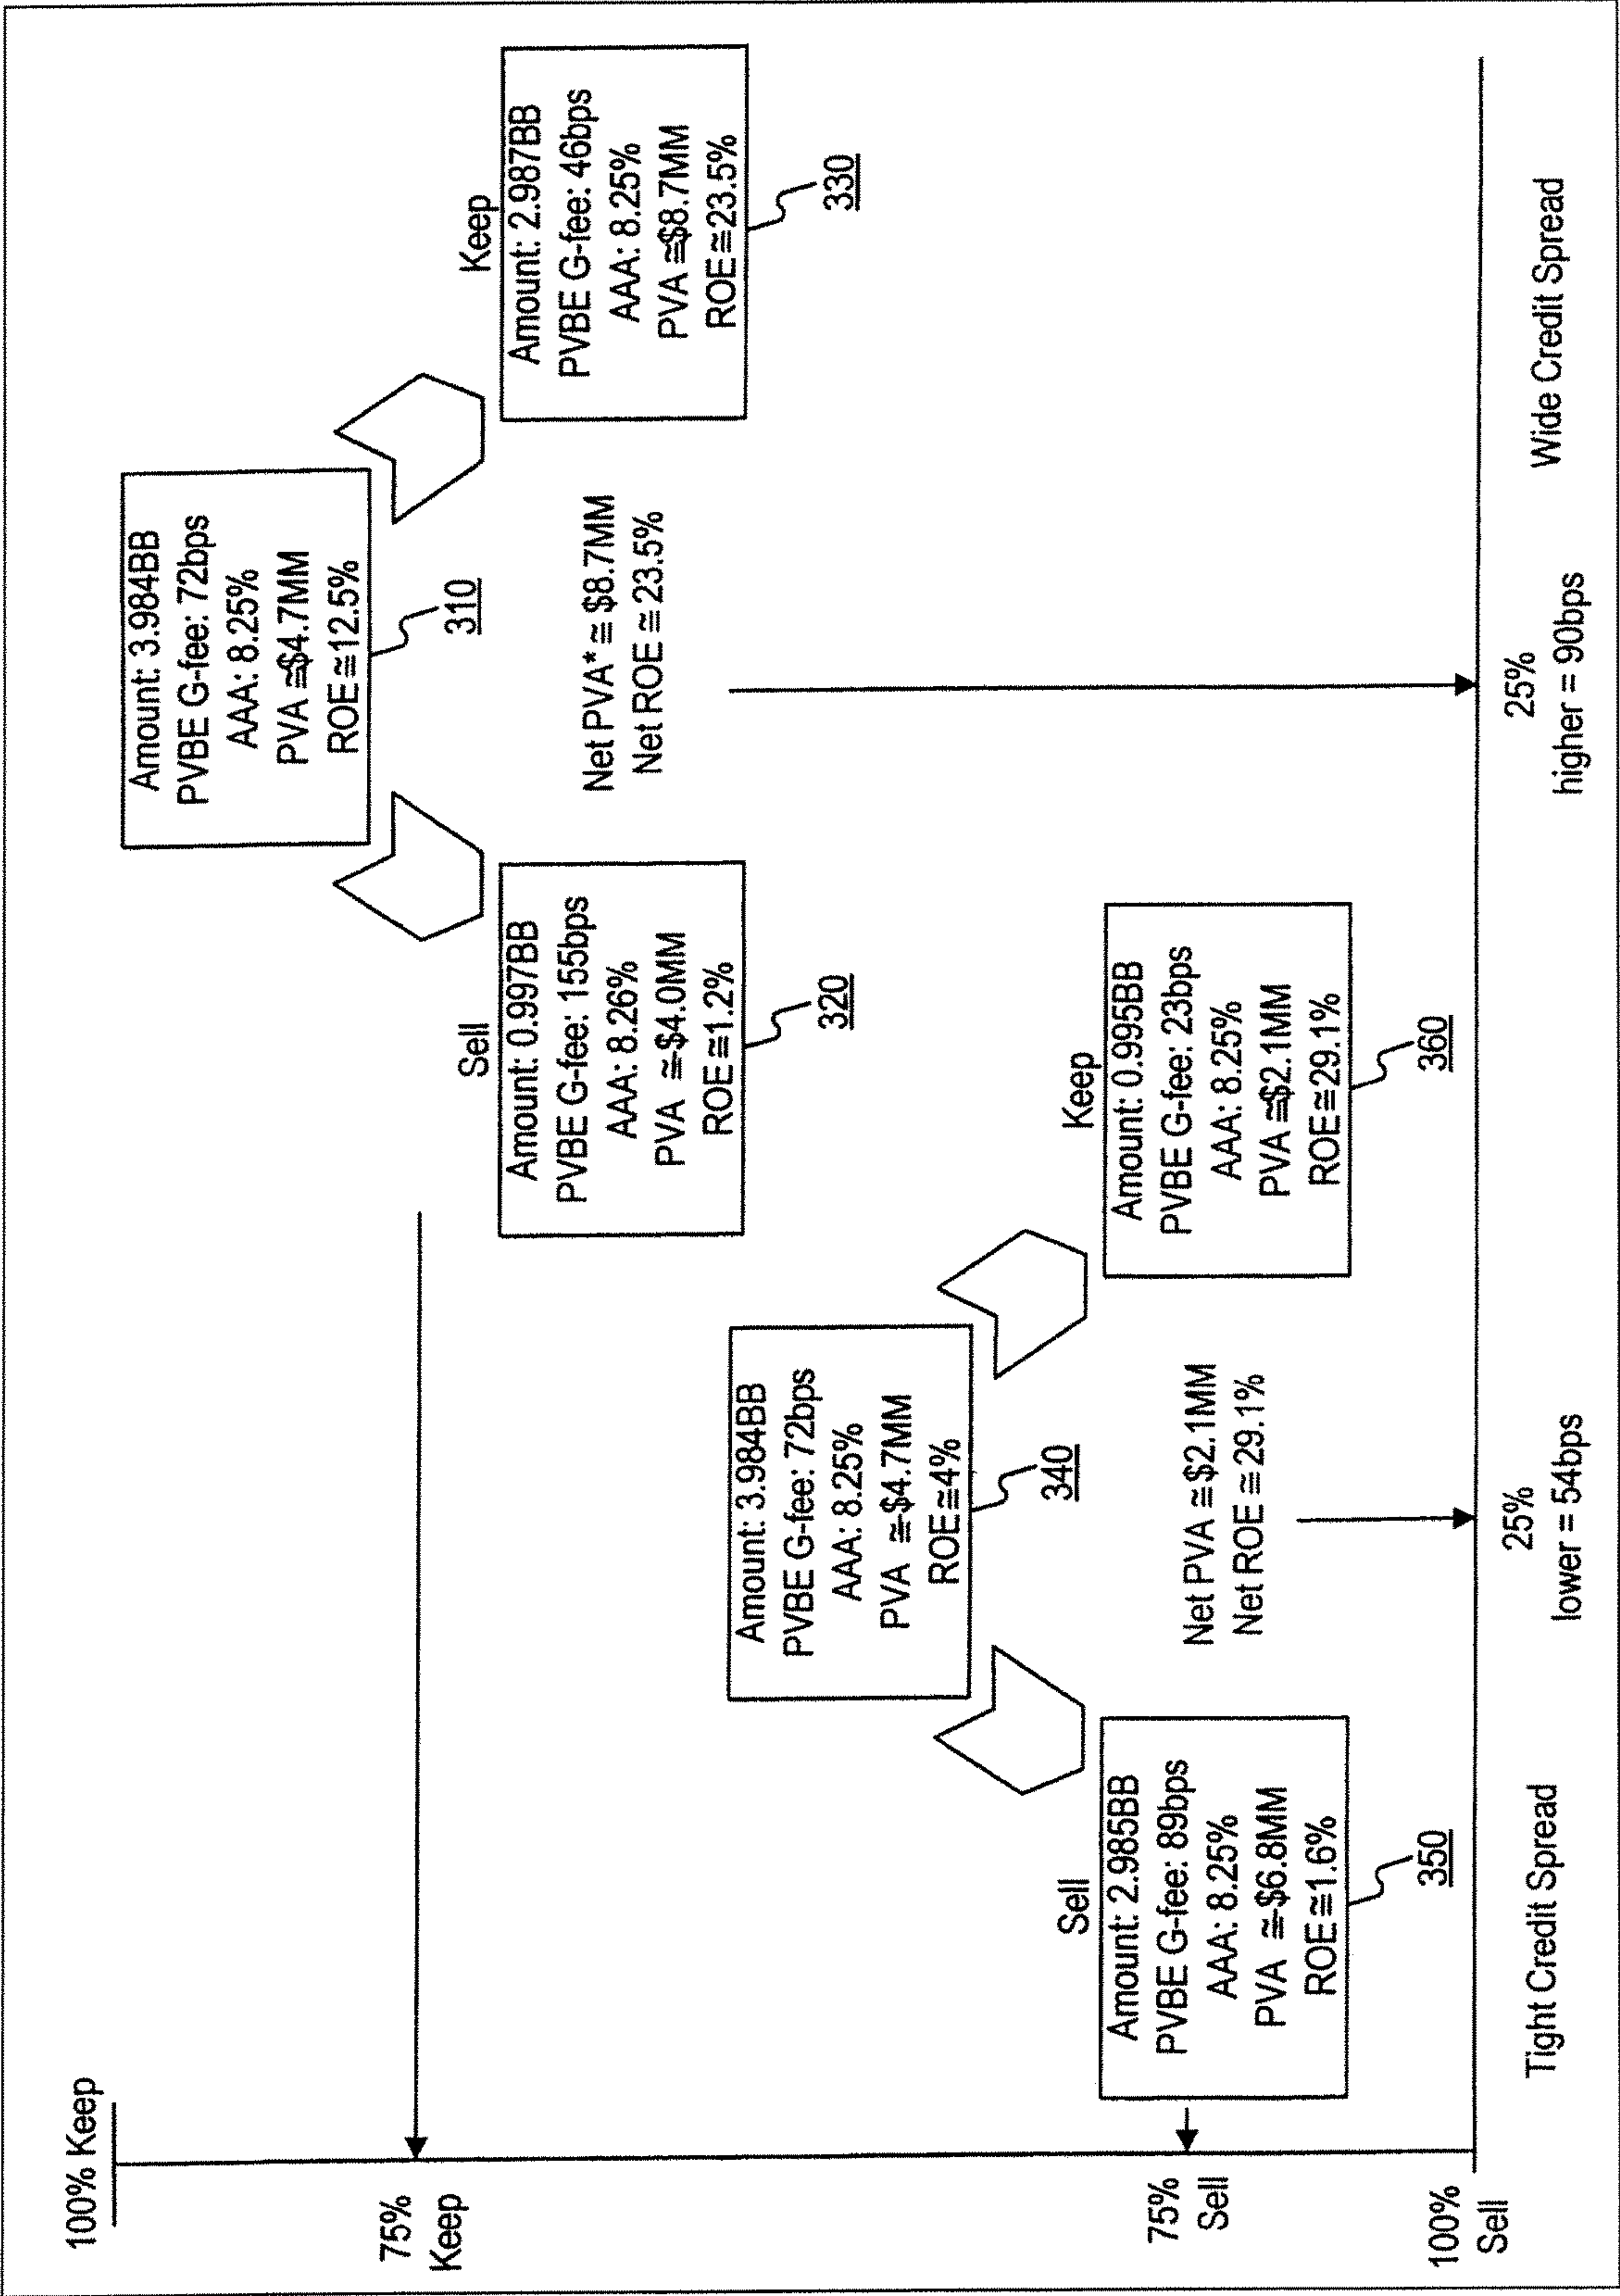 100% Keep
Amount: 3.984BB
PVBE G-fee: 72bps
AAA: 8.25%
PVA ≅$4.7MM
ROE≅12.5%
310
75%
Keep
Sell
Amount: 0.997BB
PVBE G-fee: 155bps
AAA: 8.26%
PVA ≅-$4.0MM
ROE≅1.2%
320
Net PVA* ≅ $8.7MM
Net ROE ≅ 23.5%
Keep
Amount: 2.987BB
PVBE G-fee: 46bps
AAA: 8.25%
PVA ≅$8.7MM
ROE≅23.5%
330
Amount: 3.984BB
PVBE G-fee: 72bps
AAA: 8.25%
PVA ≅-$4.7MM
ROE≅4%
340
75%
Sell
Sell
Amount: 2.985BB
PVBE G-fee: 89bps
AAA: 8.25%
PVA ≅-$6.8MM
ROE≅1.6%
350
Net PVA ≅$2.1MM
Net ROE ≅29.1%
Keep
Amount: 0.995BB
PVBE G-fee: 23bps
AAA: 8.25%
PVA ≅$2.1MM
ROE≅29.1%
360
100%
Sell
Tight Credit Spread
25%
lower = 54bps
25%
higher = 90bps
Wide Credit Spread